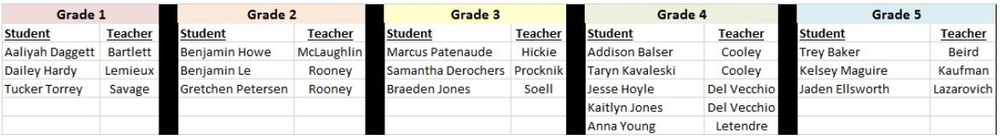 Grade 1 Grade 2 Grade 3 Grade 4 Grade 5
Student Teacher Student Teacher Student Teacher Student Teacher Student Teacher
Aaliyah Daggett Bartlett Benjamin Howe McLaughlin Marcus Patenaude Hickie Addison Balser Cooley Trey Baker Beird
Dailey Hardy Lemieux Benjamin Le Rooney Samantha Derochers Procknik Taryn Kavaleski Cooley Kelsey Maguire Kaufman
Tucker Torrey Savage Gretchen Petersen Rooney Braeden Jones Soell Jesse Hoyle Del Vecchio Jaden Ellsworth Lazarovich
Kaitlyn Jones Del Vecchio
Anna Young Letendre